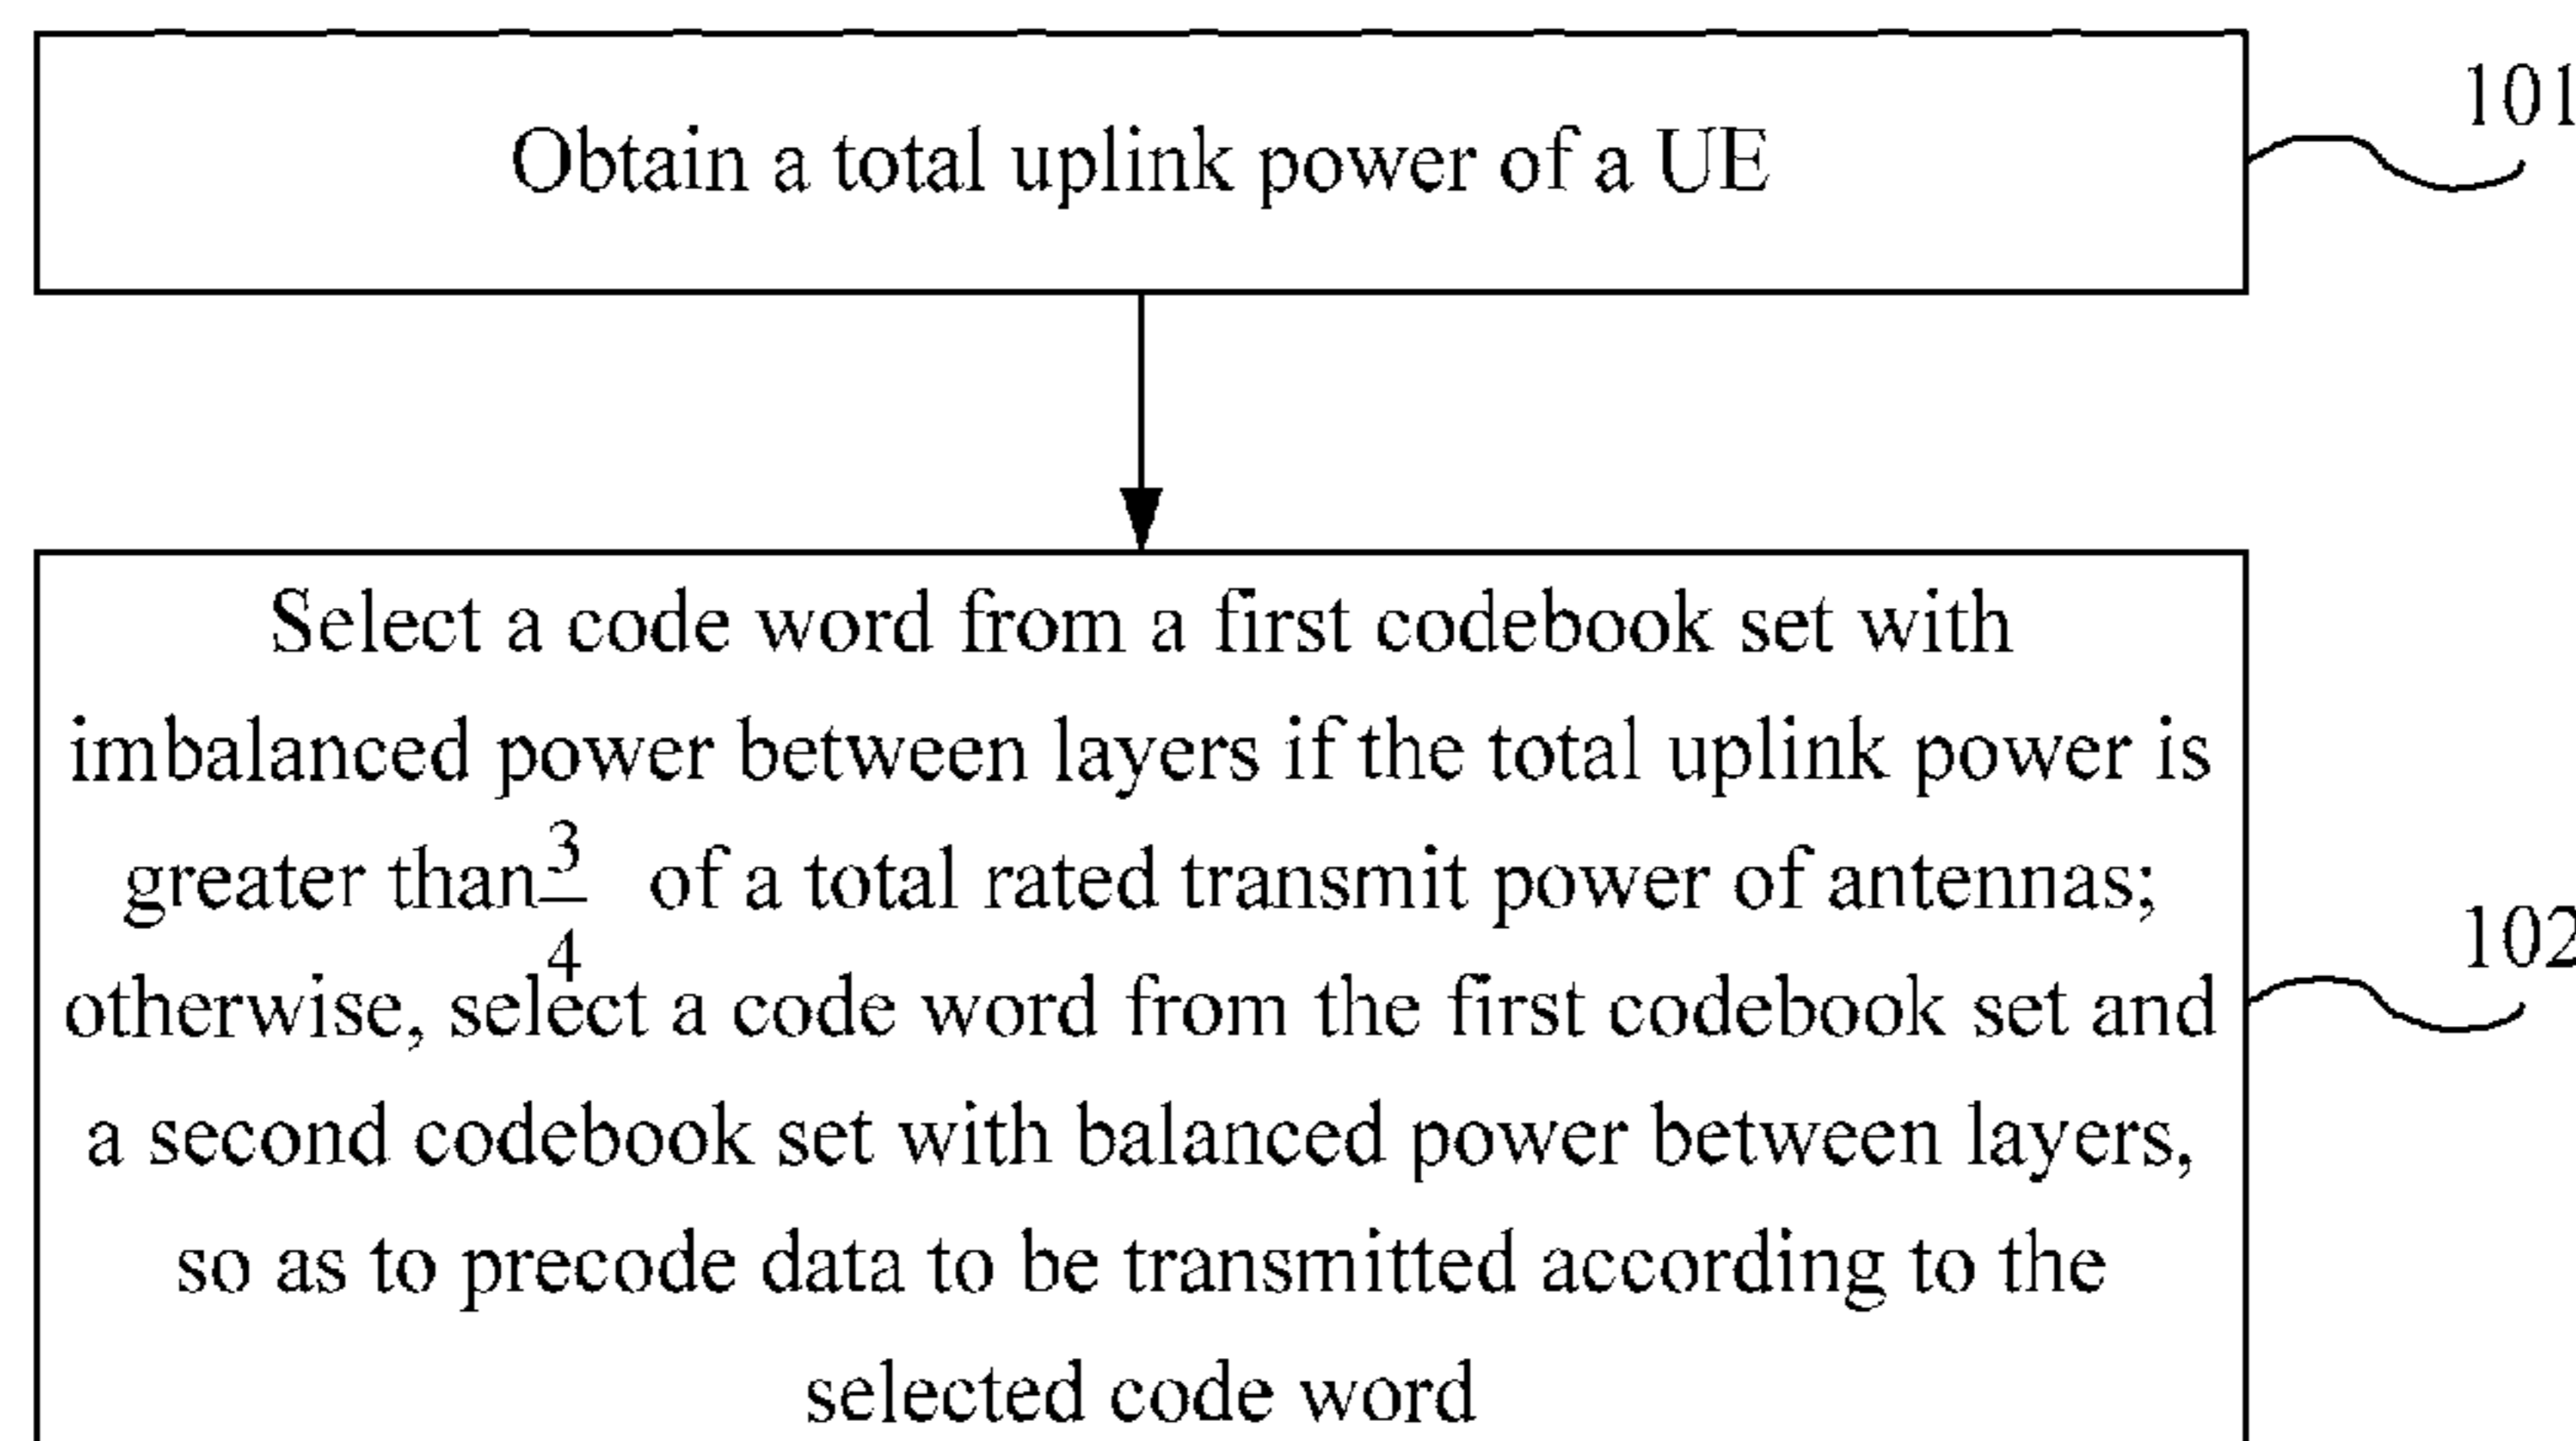 Obtain a total uplink power of a UE
101
Select a code word from a first codebook set with
imbalanced power between layers if the total uplink power is
greater than 3/4 of a total rated transmit power of antennas;
otherwise, select a code word from the first codebook set and
a second codebook set with balanced power between layers,
so as to precode data to be transmitted according to the
selected code word
102